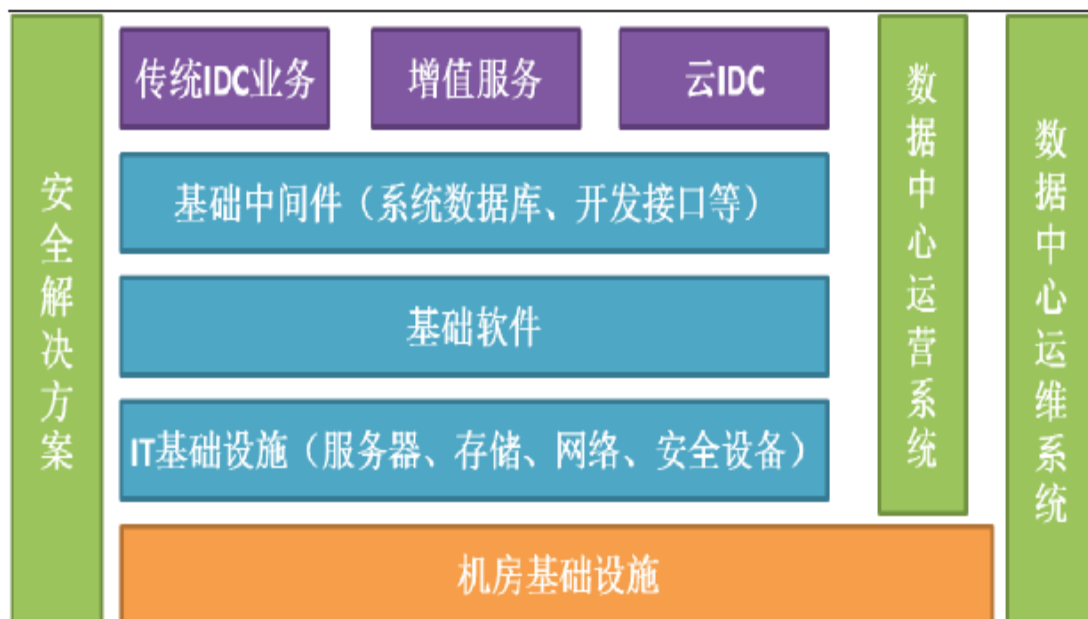 安全解决方案
传统IDC业务
增值服务
云IDC
基础中间件（系统数据库、开发接口等）
基础软件
IT基础设施（服务器、存储、网络、安全设备）
机房基础设施
数据中心运营系统
数据中心运维系统